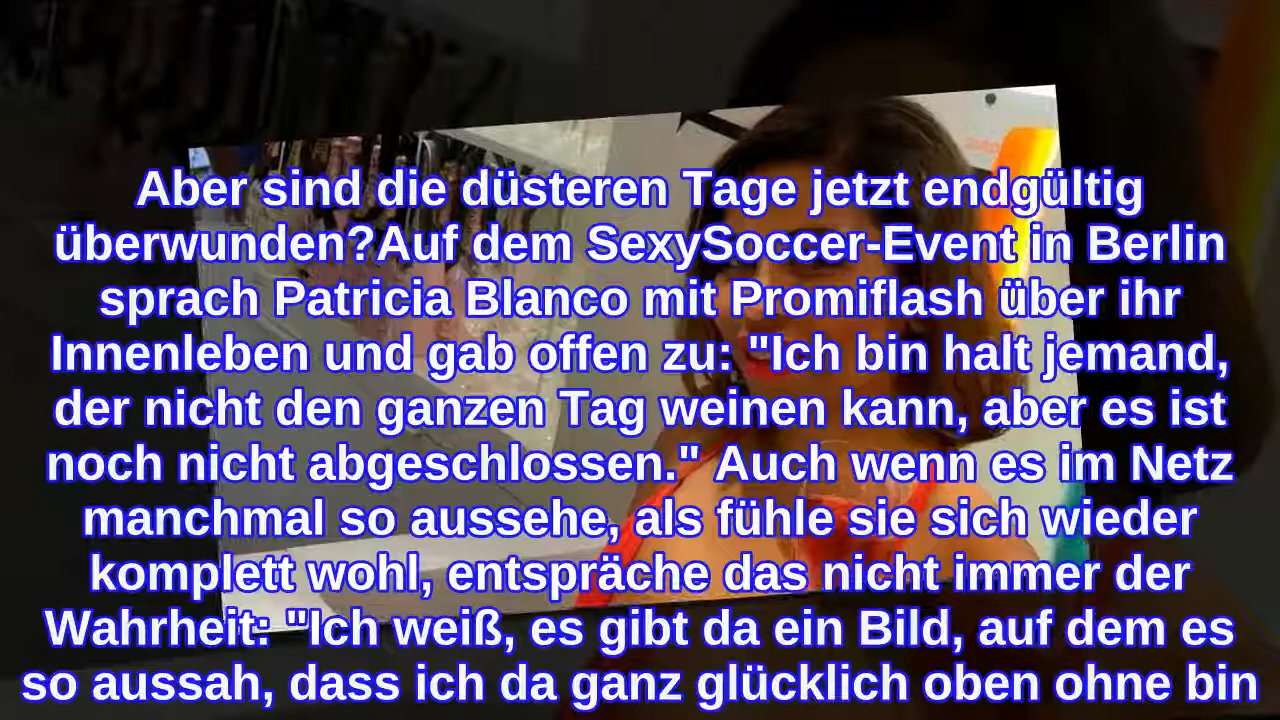 Aber sind die düsteren Tage jetzt endgültig
überwunden?Auf dem SexySoccer-Event in Berlin
sprach Patricia Blanco mit Promiflash über ihr
Innenleben und gab offen zu: "Ich bin halt jemand,
der nicht den ganzen Tag weinen kann, aber es ist
noch nicht abgeschlossen." Auch wenn es im Netz
manchmal so aussehe, als fühle sie sich wieder
komplett wohl, entspräche das nicht immer der
Wahrheit: "Ich weiß, es gibt da ein Bild, auf dem es
so aussah, dass ich da ganz glücklich oben ohne bin